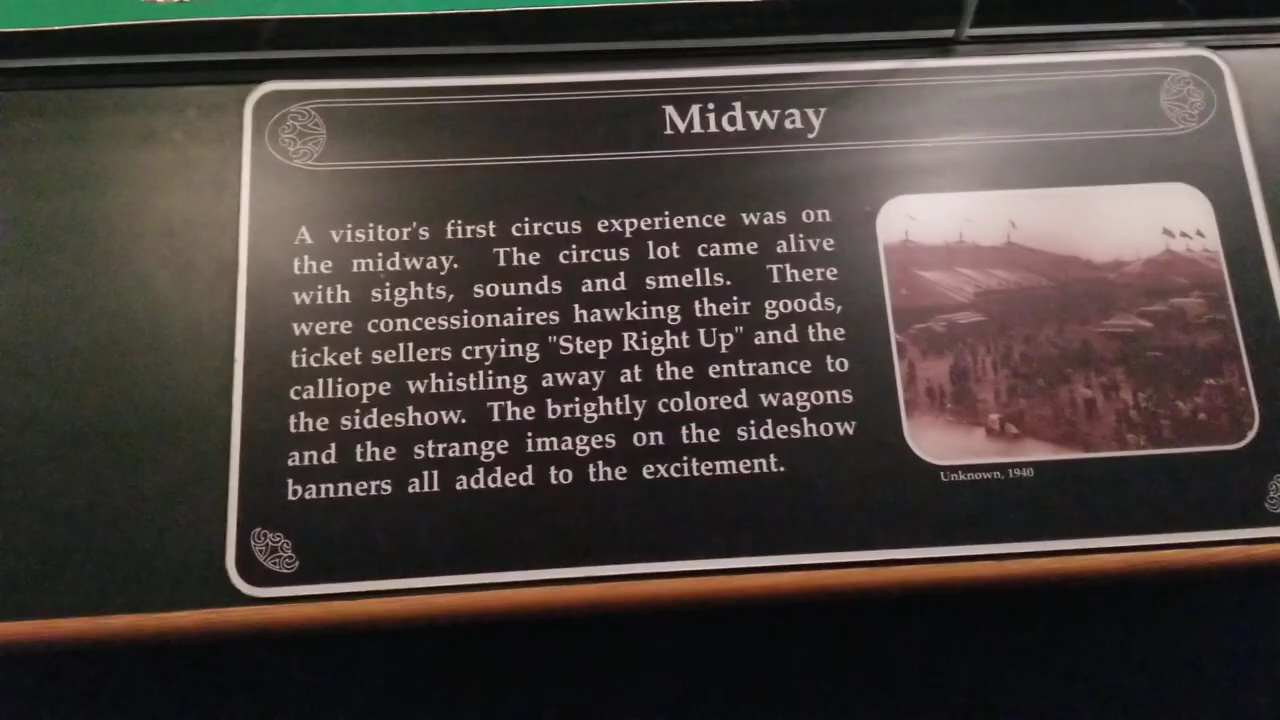 Midway
A visitor's first circus experience was on
the midway. The circus lot came alive
with sights, sounds and smells. There
were concessionaires hawking their goods,
ticket sellers crying "Step Right Up" and the
calliope whistling away at the entrance to
the sideshow. The brightly colored wagons
and the strange images on the sideshow
banners all added to the excitement.
Unknown, 1940